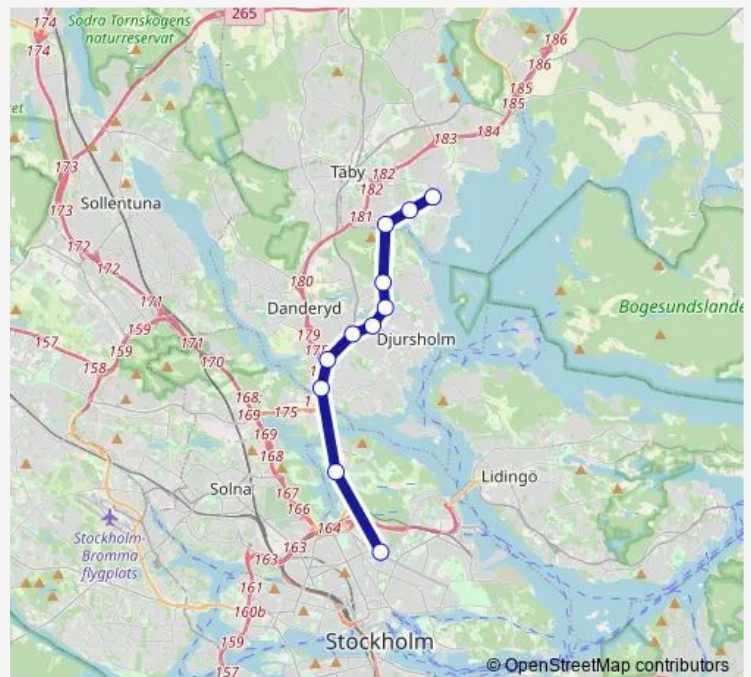 174
265
Södra Törnskogens
naturreservat
174
186
186
185
185
184
183
Täby
182
182
173
181
Sollentuna
173
172
172
180
171
Danderyd
Bogesundslande
159
157
171
179
Djursholm
159
170
158
168;
175
169
169
168
Lidingö
Solna
167
166
164
Stockholm-
Bromma
flygplats
163
163
161
160b
159
Stockholm
157
© OpenStreetMap contributors